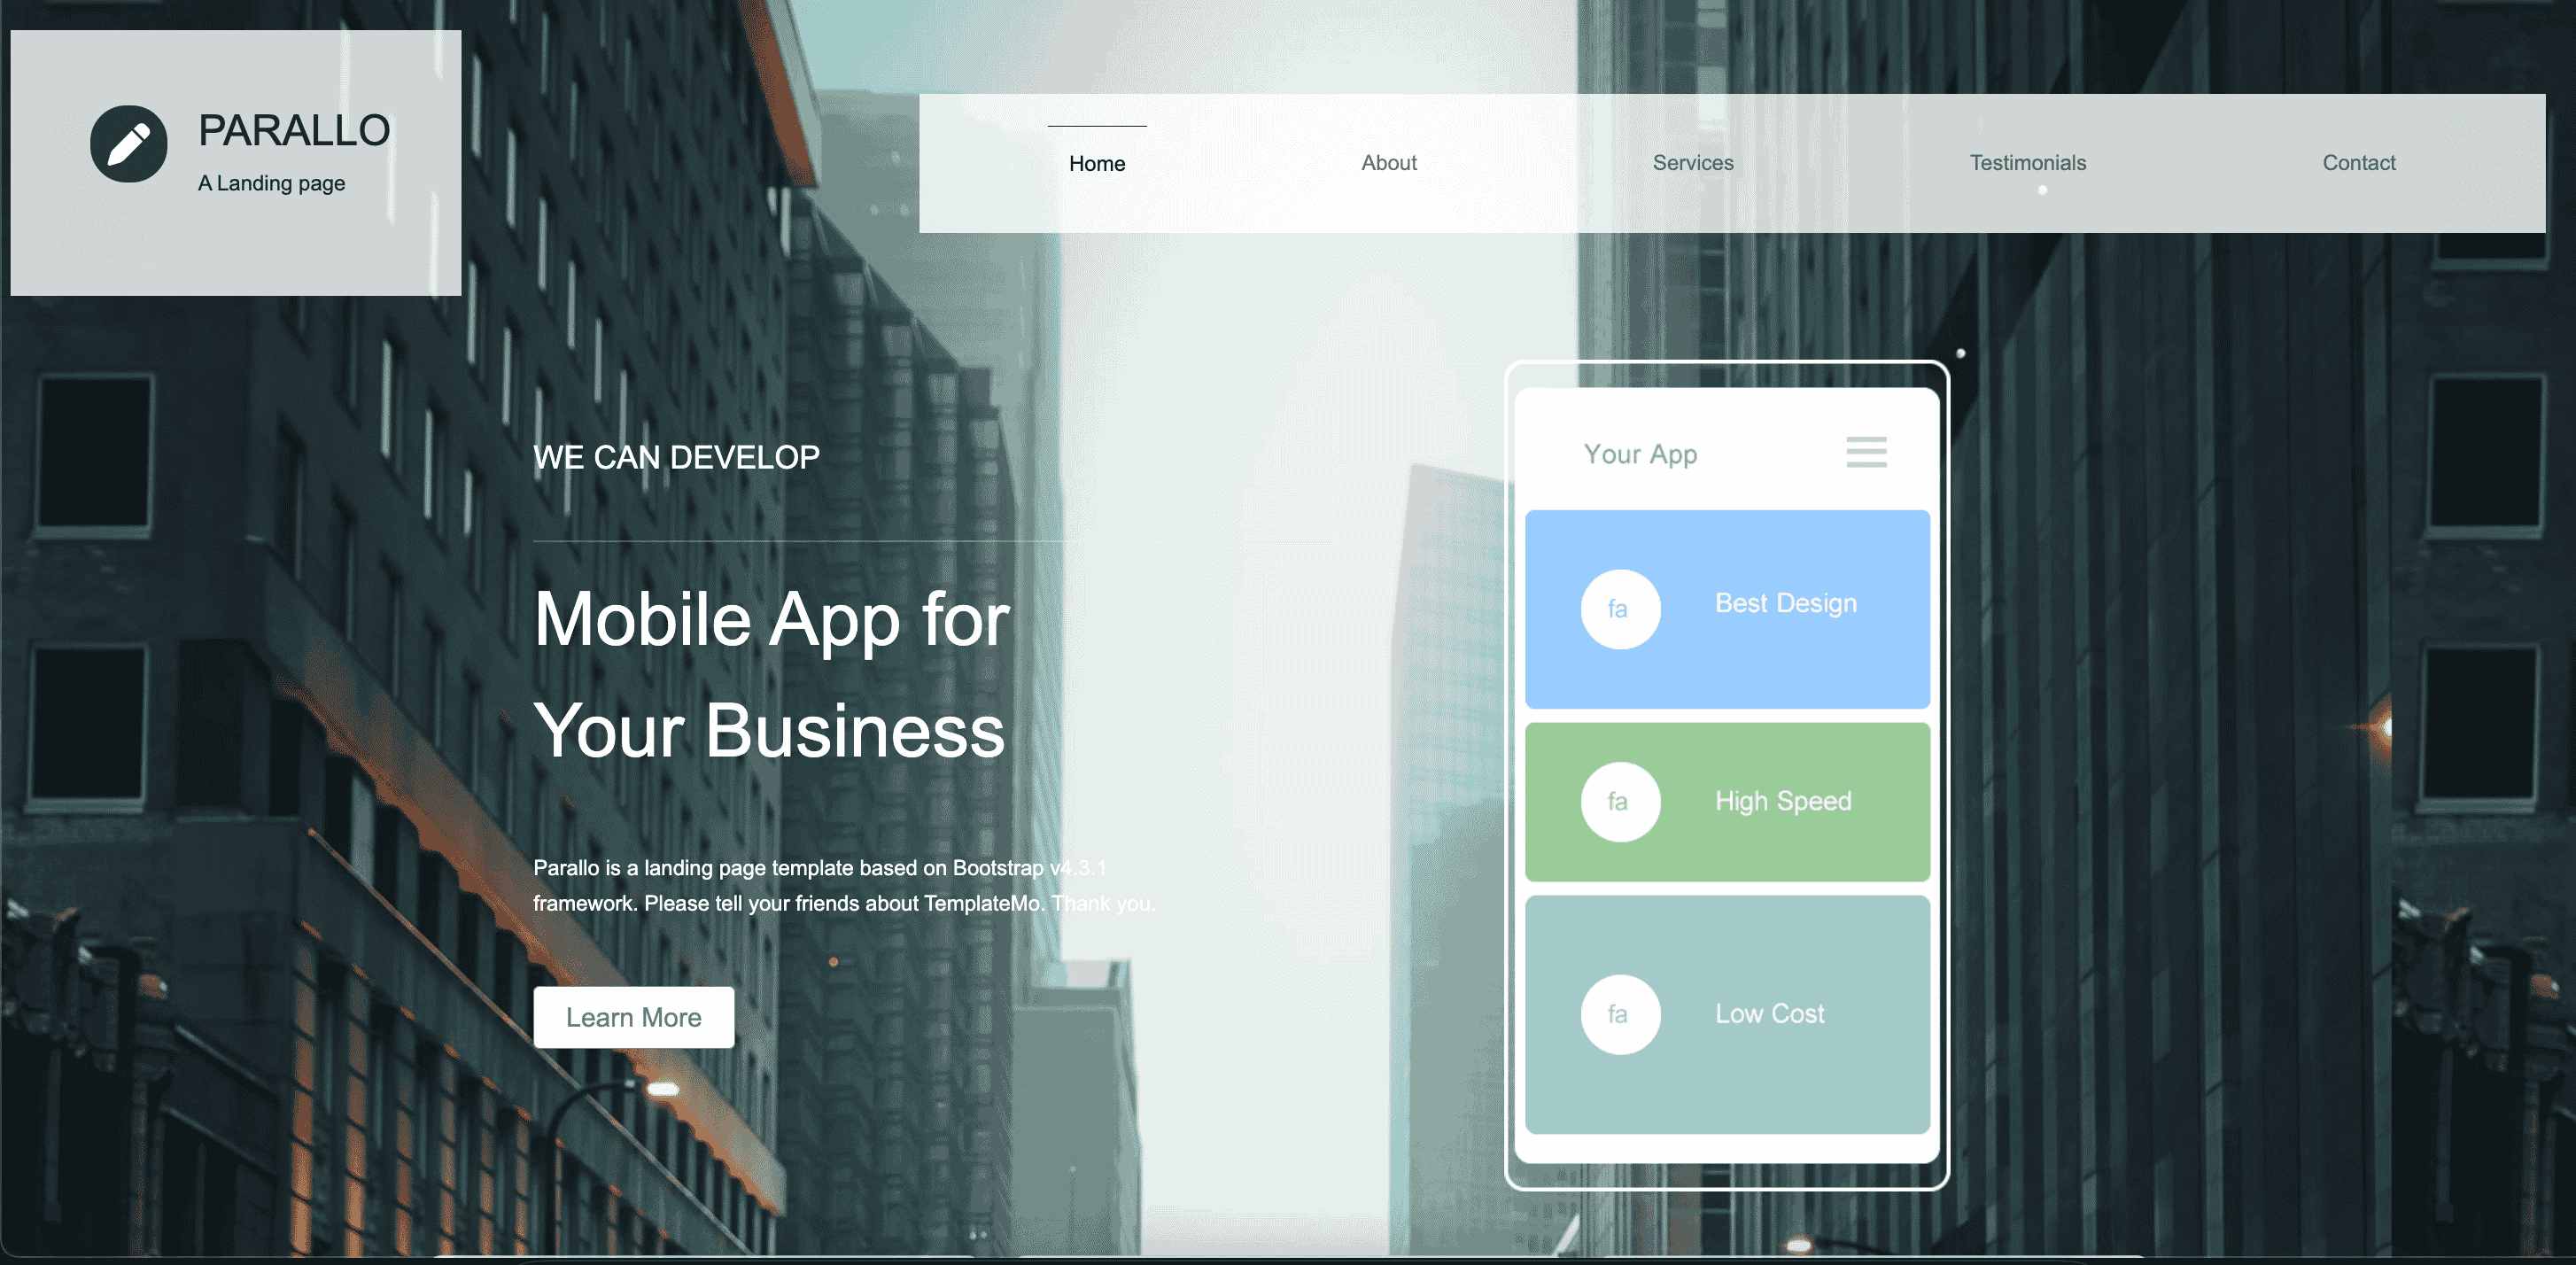 PARALLO
A Landing page
Home
About
Services
Testimonials
Contact
WE CAN DEVELOP
Mobile App for
Your Business
Parallo is a landing page template based on Bootstrap v4.3.1
framework. Please tell your friends about TemplateMo. Thank you.
Learn More
Your App
fa
Best Design
fa
High Speed
fa
Low Cost